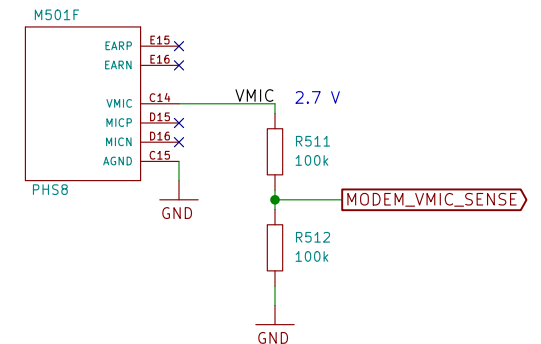 M501F
EARP E15
EARN E16
VMIC C14
VMIC 2.7 V
MICP D15
MICN D16
AGND C15
PHS8
GND
R511
100k
MODEM_VMIC_SENSE
R512
100k
GND